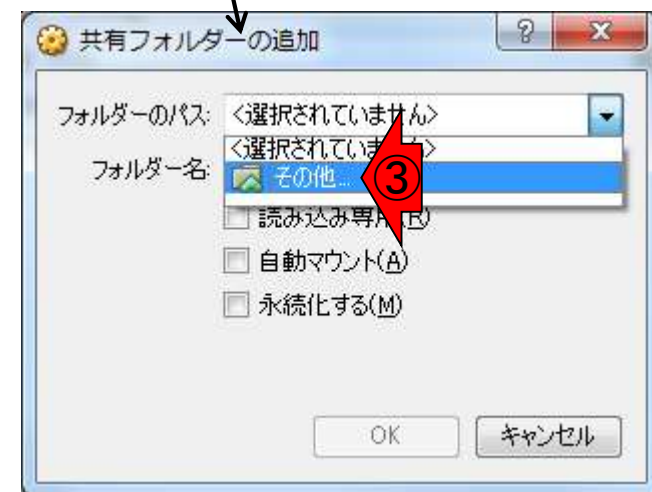 共有フォルダーの追加
フォルダーのパス: <選択されていません>
<選択されていません>
フォルダー名:
その他...
③
読み込み専用(R)
自動マウント(A)
永続化する(M)
OK キャンセル